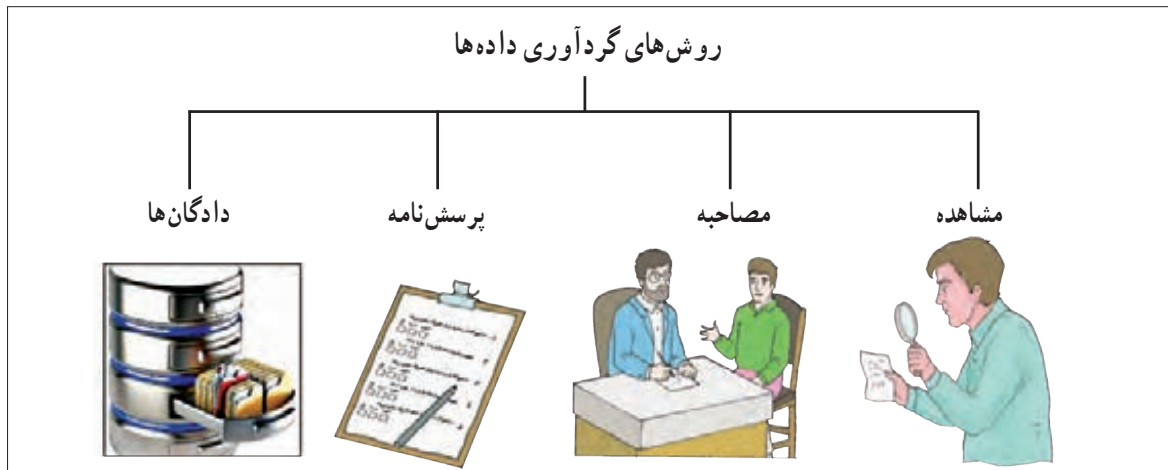 روش‌های گردآوری داده‌ها
مشاهده
مصاحبه
پرسش‌نامه
دادگان‌ها